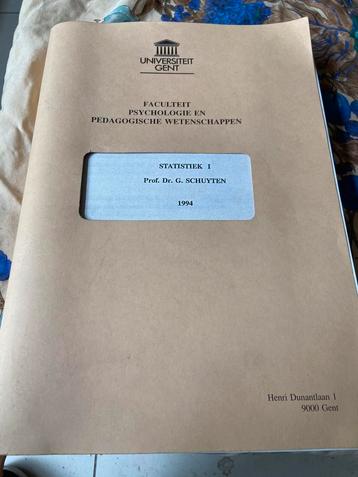 UNIVERSITEIT
GENT
FACULTEIT
PSYCHOLOGIE EN
PEDAGOGISCHE WETENSCHAPPEN
STATISTIEK I
Prof. Dr. G. SCHUYTEN
1994
Henri Dunantlaan 1
9000 Gent